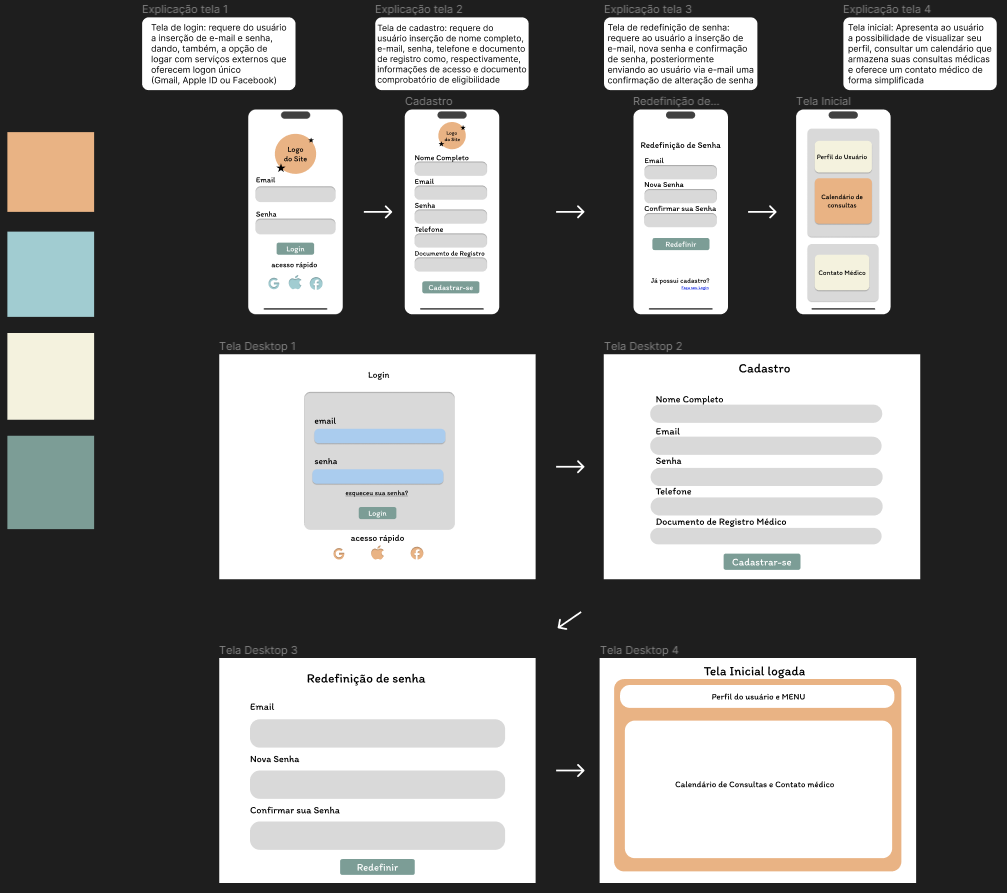 Explicação tela 1
Tela de login: requere do usuário
a inserção de e-mail e senha,
dando, também, a opção de
logar com serviços externos que
oferecem logon único
(Gmail, Apple ID ou Facebook)
Explicação tela 2
Tela de cadastro: requere do
usuário inserção de nome completo,
e-mail, senha, telefone e documento
de registro como, respectivamente,
informações de acesso e documento
comprobatório de eligibilidade
Explicação tela 3
Tela de redefinição de senha:
requere ao usuário a inserção de
e-mail, nova senha e confirmação
de senha, posteriormente
enviando ao usuário via e-mail uma
confirmação de alteração de senha
Explicação tela 4
Tela inicial: Apresenta ao usuário
a possibilidade de visualizar seu
perfil, consultar um calendário que
armazena suas consultas médicas
e oferece um contato médico de
forma simplificada
Logo
do Site
Email
Senha
Login
acesso rápido
Cadastro
Logo
do Site
Nome Completo
Email
Senha
Telefone
Documento de Registro
Cadastrar-se
Redefinição de...
Redefinição de Senha
Email
Nova Senha
Confirmar sua Senha
Redefinir
Já possui cadastro?
Faça seu Login
Tela Inicial
Perfil do Usuário
Calendário de
consultas
Contato Médico
Tela Desktop 1
Login
email
senha
esqueceu sua senha?
Login
acesso rápido
Tela Desktop 2
Cadastro
Nome Completo
Email
Senha
Telefone
Documento de Registro Médico
Cadastrar-se
Tela Desktop 3
Redefinição de senha
Email
Nova Senha
Confirmar sua Senha
Redefinir
Tela Desktop 4
Tela Inicial logada
Perfil do usuário e MENU
Calendário de Consultas e Contato médico